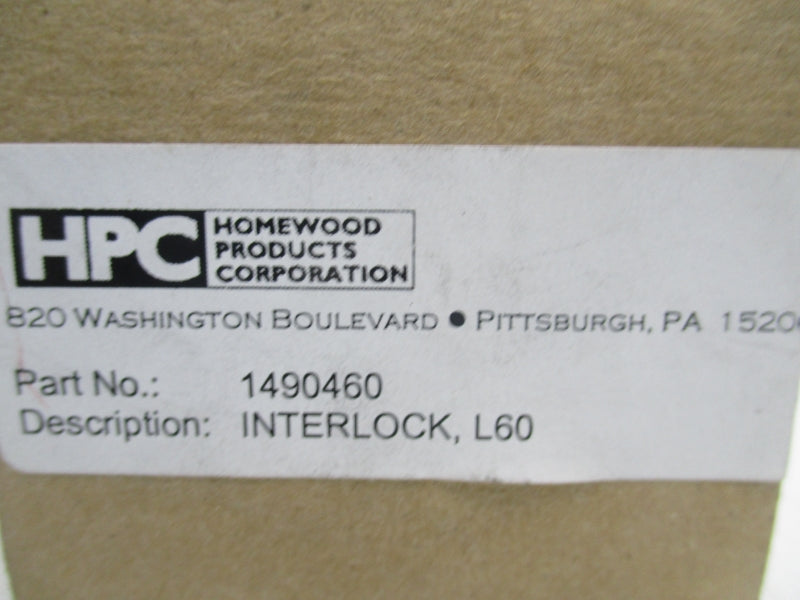 HPC
HOMEWOOD
PRODUCTS
CORPORATION
820 WASHINGTON BOULEVARD • PITTSBURGH, PA 1520
Part No.: 1490460
Description: INTERLOCK, L60